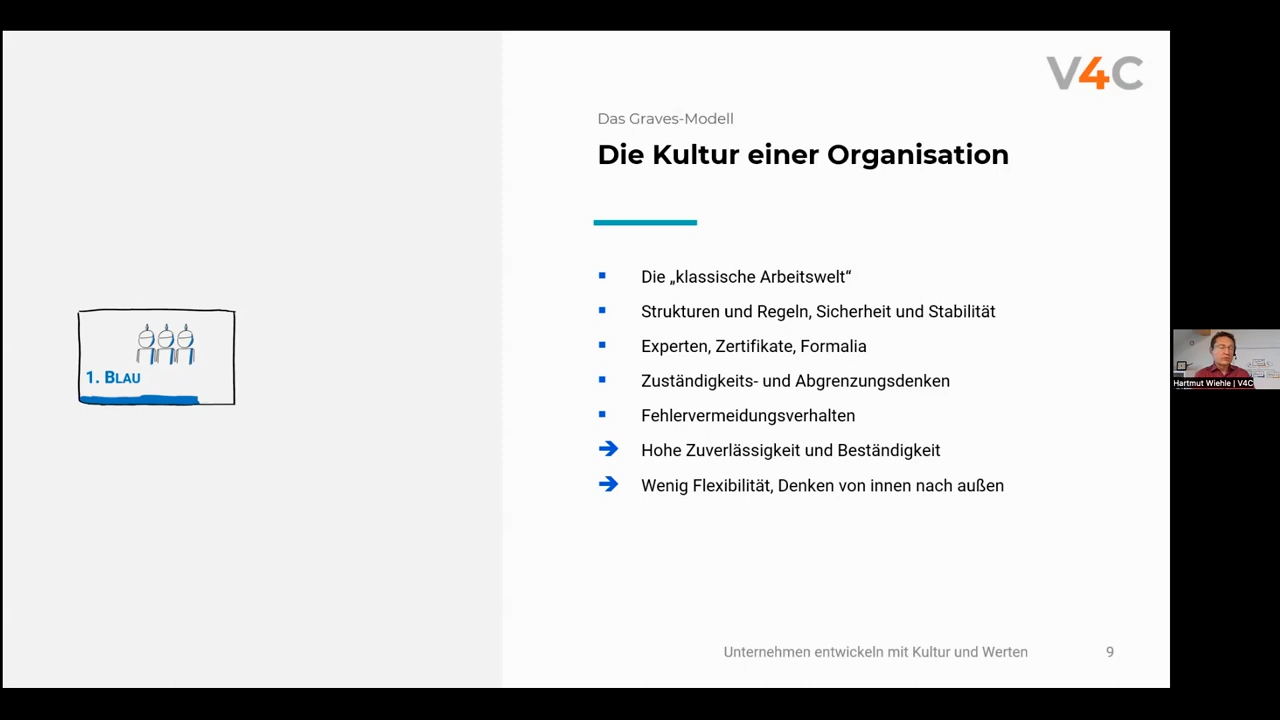 V4C
Das Graves-Modell
Die Kultur einer Organisation
Die „klassische Arbeitswelt“
Strukturen und Regeln, Sicherheit und Stabilität
Experten, Zertifikate, Formalia
Zuständigkeits- und Abgrenzungsdenken
Fehlervermeidungsverhalten
➔ Hohe Zuverlässigkeit und Beständigkeit
➔ Wenig Flexibilität, Denken von innen nach außen
1. BLAU
Hartmut Wiehle | V4C
Unternehmen entwickeln mit Kultur und Werten
9